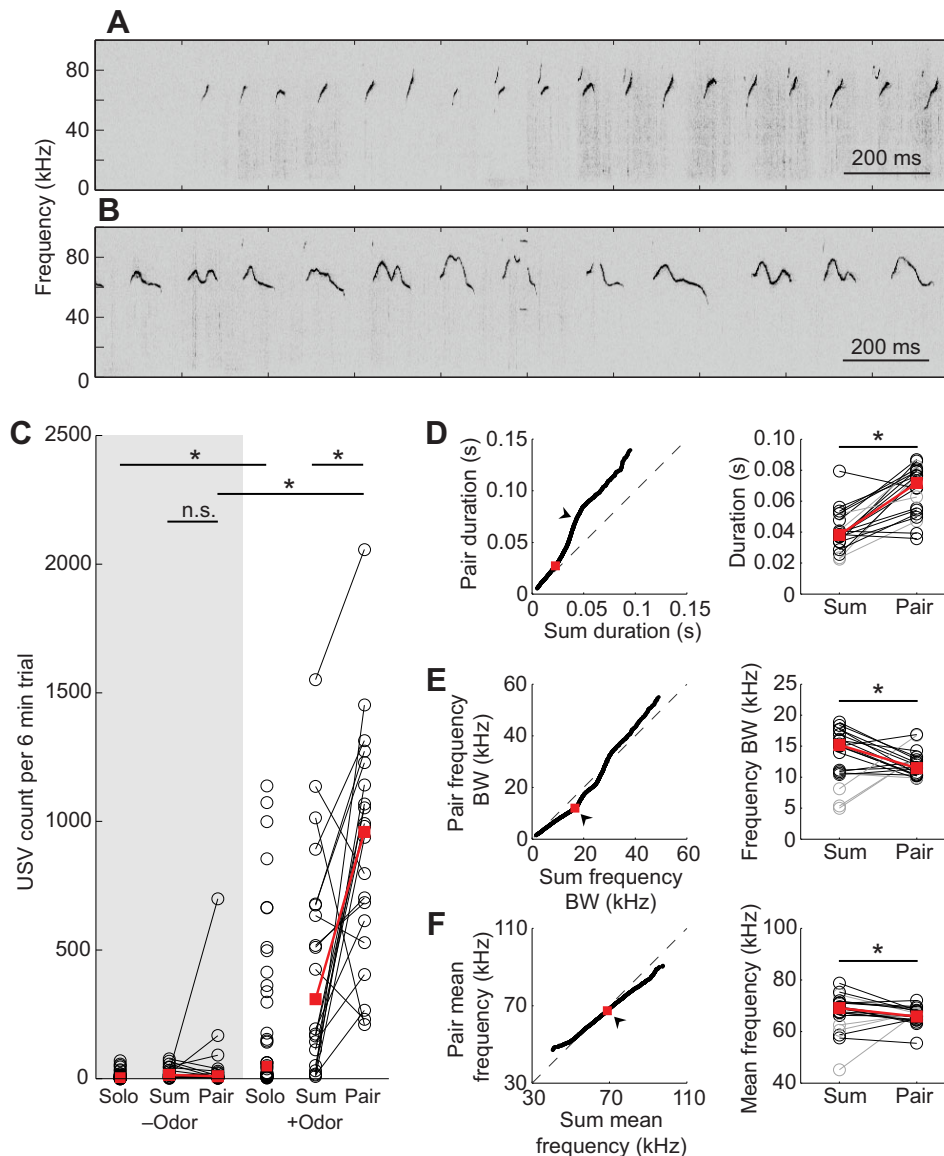 A
80
40
0
200 ms
Frequency (kHz)
B
80
40
0
200 ms
C
2500
2000
1500
1000
500
0
USV count per 6 min trial
*
*
*
n.s.
Solo Sum Pair Solo Sum Pair
–Odor +Odor
D
0.15
0.10
0.05
0
Pair duration (s)
0 0.05 0.15
Sum duration (s)
0.10
0.08
0.06
0.04
0.02
0
Duration (s)
*
Sum Pair
E
60
40
20
0
Pair frequency
BW (kHz)
0 20 40 60
Sum frequency
BW (kHz)
25
20
15
10
5
0
Frequency BW (kHz)
*
Sum Pair
F
110
70
30
Pair mean
frequency (kHz)
30 70 110
Sum mean
frequency (kHz)
100
80
60
40
Mean frequency (kHz)
*
Sum Pair